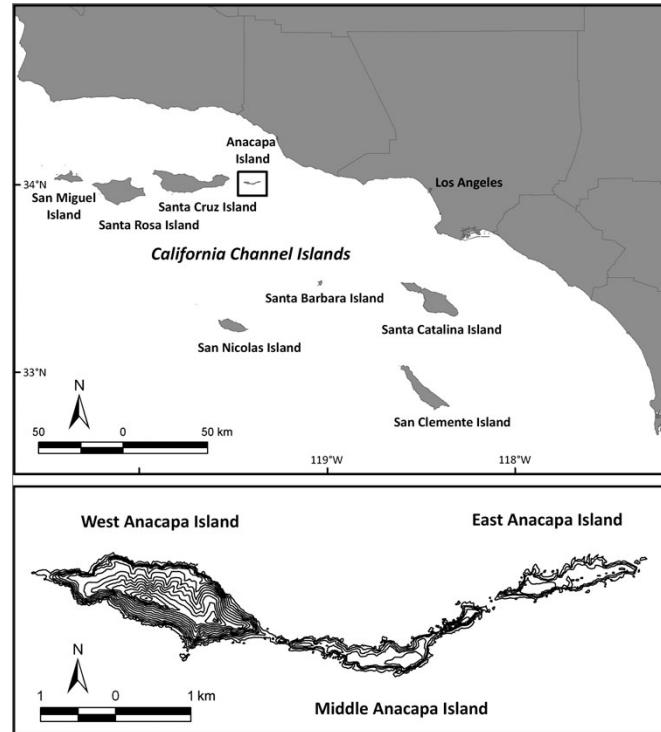 Anacapa
Island
34°N
Los Angeles
San Miguel
Island
Santa Cruz Island
Santa Rosa Island
California Channel Islands
Santa Barbara Island
Santa Catalina Island
San Nicolas Island
33°N
N
San Clemente Island
50 0 50 km
119°W 118°W
West Anacapa Island East Anacapa Island
N
1 0 1 km
Middle Anacapa Island